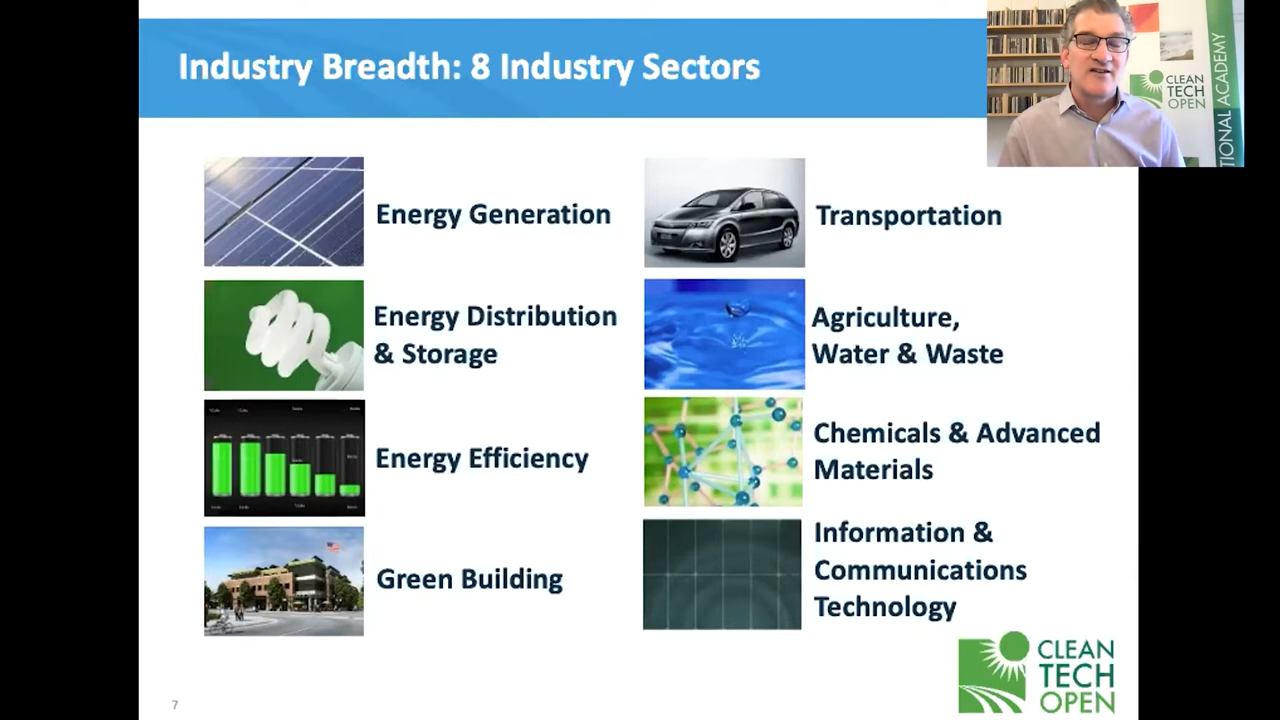 Industry Breadth: 8 Industry Sectors
CLEAN
TECH
OPEN
TIONAL ACADEMY
Energy Generation
Transportation
Energy Distribution
& Storage
Agriculture,
Water & Waste
Energy Efficiency
Chemicals & Advanced
Materials
Green Building
Information &
Communications
Technology
CLEAN
TECH
OPEN
7